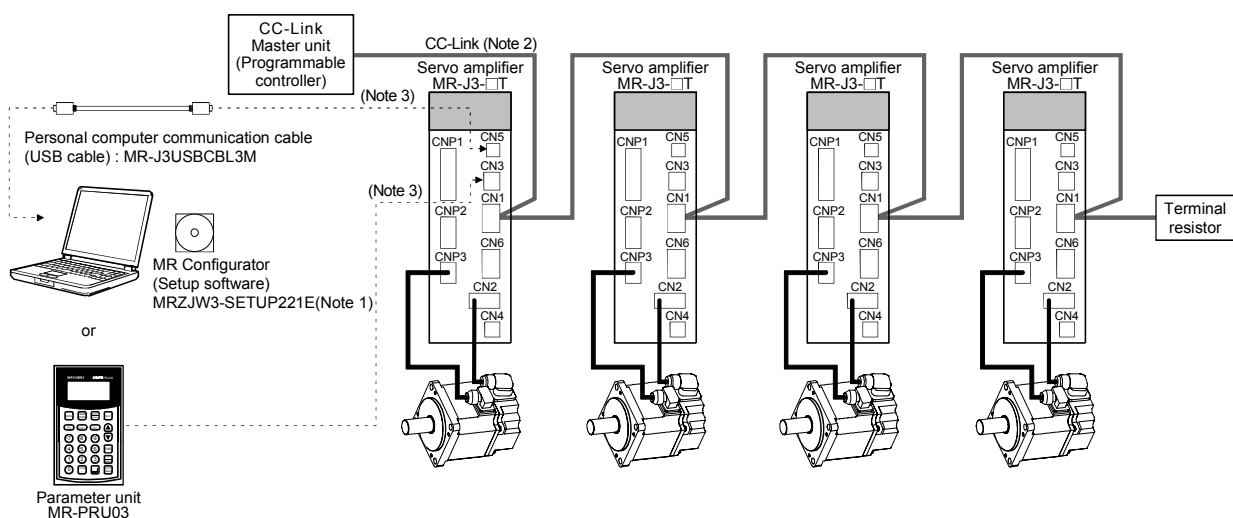 CC-Link
Master unit
(Programmable
controller)
CC-Link (Note 2)
Servo amplifier
MR-J3-□T
Servo amplifier
MR-J3-□T
Servo amplifier
MR-J3-□T
Servo amplifier
MR-J3-□T
(Note 3)
Personal computer communication cable
(USB cable) : MR-J3USBCBL3M
(Note 3)
CNP1
CN5
CN3
CN1
CNP2
CN6
CNP3
CN2
CN4
CNP1
CN5
CN3
CN1
CNP2
CN6
CNP3
CN2
CN4
CNP1
CN5
CN3
CN1
CNP2
CN6
CNP3
CN2
CN4
CNP1
CN5
CN3
CN1
CNP2
CN6
CNP3
CN2
CN4
Terminal
resistor
MR Configurator
(Setup software)
MRZJW3-SETUP221E(Note 1)
or
Parameter unit
MR-PRU03